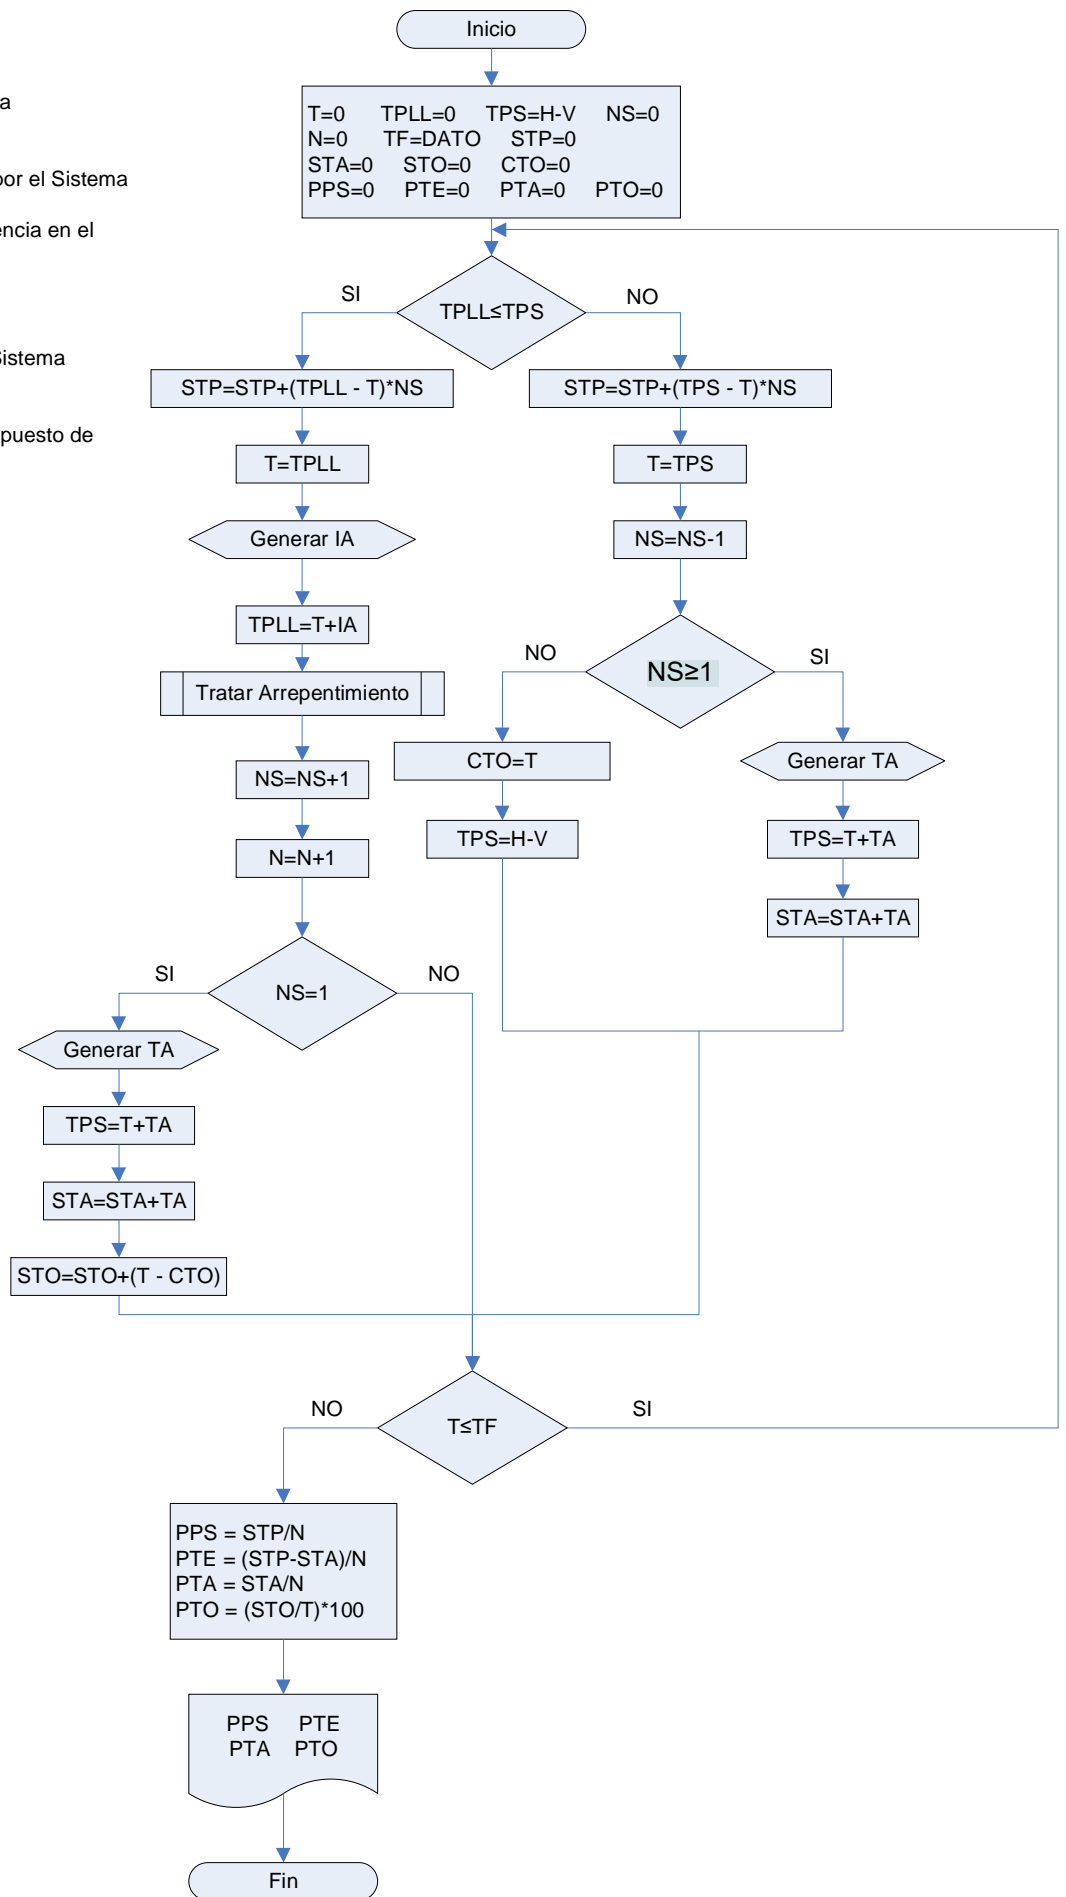 Inicio
a
T=0 TPLL=0 TPS=H-V NS=0
N=0 TF=DATO STP=0
STA=0 STO=0 CTO=0
PPS=0 PTE=0 PTA=0 PTO=0
por el Sistema
encia en el
SI
TPLL≤TPS
NO
Sistema
STP=STP+(TPLL - T)*NS
STP=STP+(TPS - T)*NS
puesto de
T=TPLL
T=TPS
Generar IA
NS=NS-1
TPLL=T+IA
NO
NS≥1
SI
Tratar Arrepentimiento
CTO=T
Generar TA
NS=NS+1
TPS=H-V
TPS=T+TA
N=N+1
STA=STA+TA
SI
NS=1
NO
Generar TA
TPS=T+TA
STA=STA+TA
STO=STO+(T - CTO)
NO
T≤TF
SI
PPS = STP/N
PTE = (STP-STA)/N
PTA = STA/N
PTO = (STO/T)*100
PPS PTE
PTA PTO
Fin